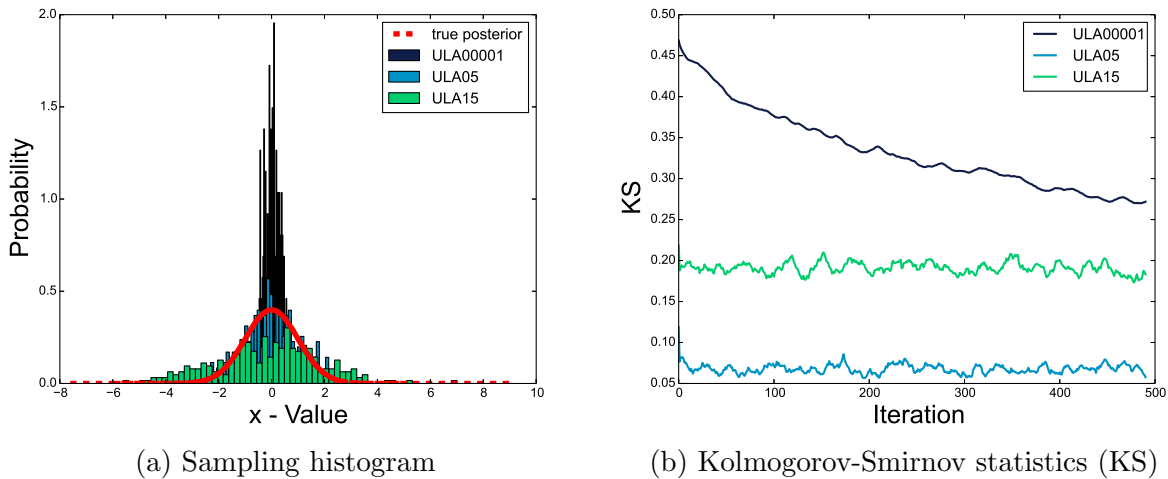 true posterior
ULA00001
ULA05
ULA15
2.0
1.5
1.0
0.5
0.0
Probability
−8 −6 −4 −2 0 2 4 6 8 10
x - Value
(a) Sampling histogram
ULA00001
ULA05
ULA15
0.50
0.45
0.40
0.35
0.30
0.25
0.20
0.15
0.10
0.05
KS
0 100 200 300 400 500
Iteration
(b) Kolmogorov-Smirnov statistics (KS)